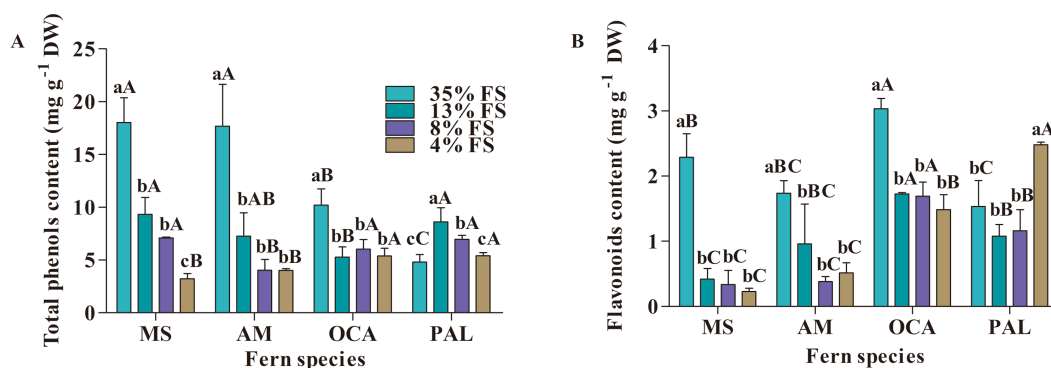 A
Total phenols content (mg g⁻¹ DW)
25
20
15
10
5
0
aA
bA
bA
cB
aA
bAB
bB
bB
aB
bB
bA
bA
cC
aA
bA
cA
35% FS
13% FS
8% FS
4% FS
MS AM OCA PAL
Fern species
B
Flavonoids content (mg g⁻¹ DW)
4
3
2
1
0
aB
bC
bC
bC
aBC
bBC
bC
bC
aA
bA
bB
bB
bC
bB
bB
aA
MS AM OCA PAL
Fern species